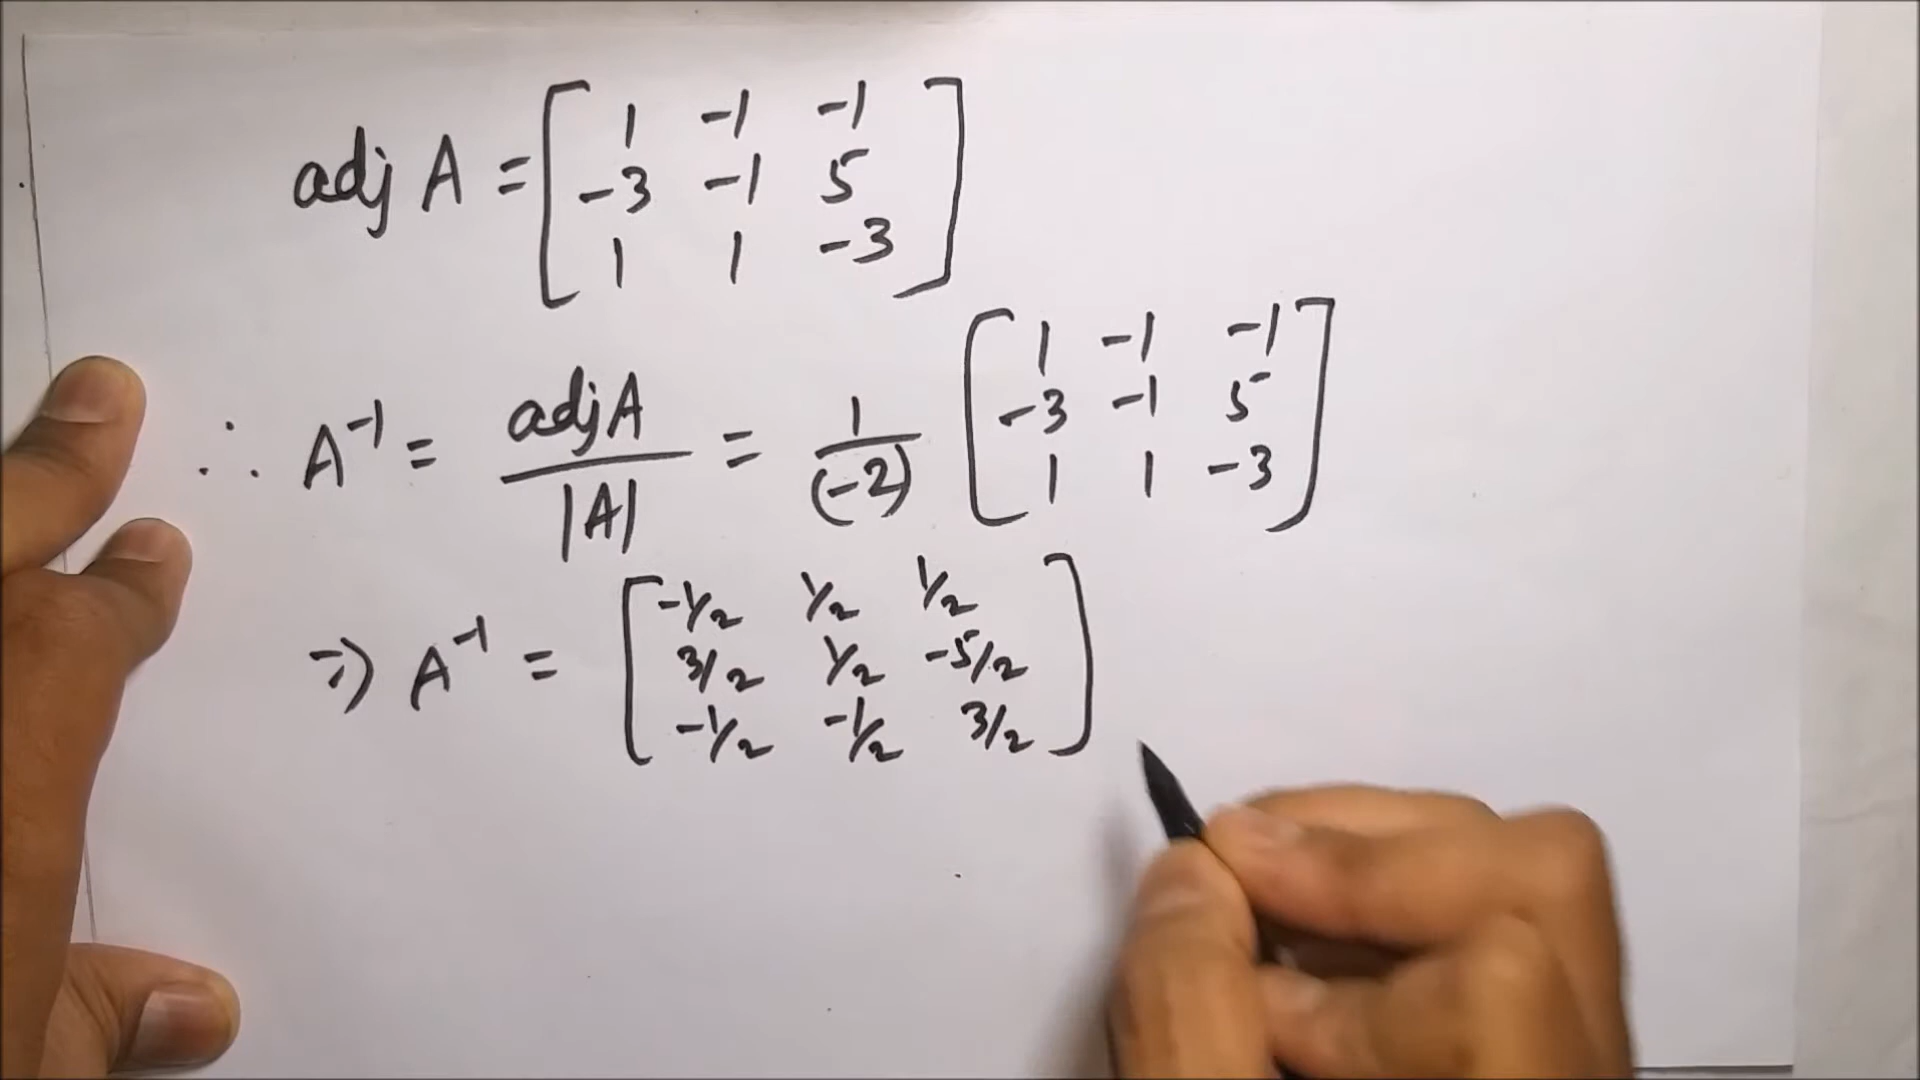 adj A = [ 1 -1 -1
-3 -1 5
1 1 -3 ]
∴ A⁻¹ = adj A / |A| = 1/(-2) [ 1 -1 -1
-3 -1 5
1 1 -3 ]
⇒ A⁻¹ = [ -1/2 1/2 1/2
3/2 1/2 -5/2
-1/2 -1/2 3/2 ]